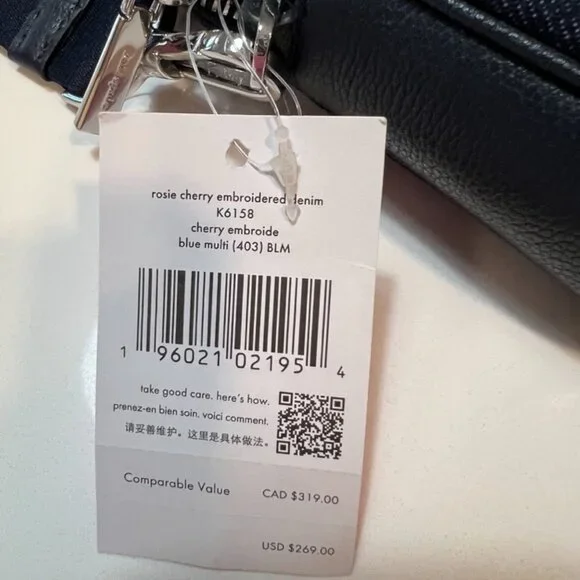 rosie cherry embroidered denim
K6158
cherry embroide
blue multi (403) BLM
1 96021 02195 4
take good care. here's how.
prenez-en bien soin. voici comment.
请妥善维护。这里是具体做法。
Comparable Value CAD $319.00
USD $269.00